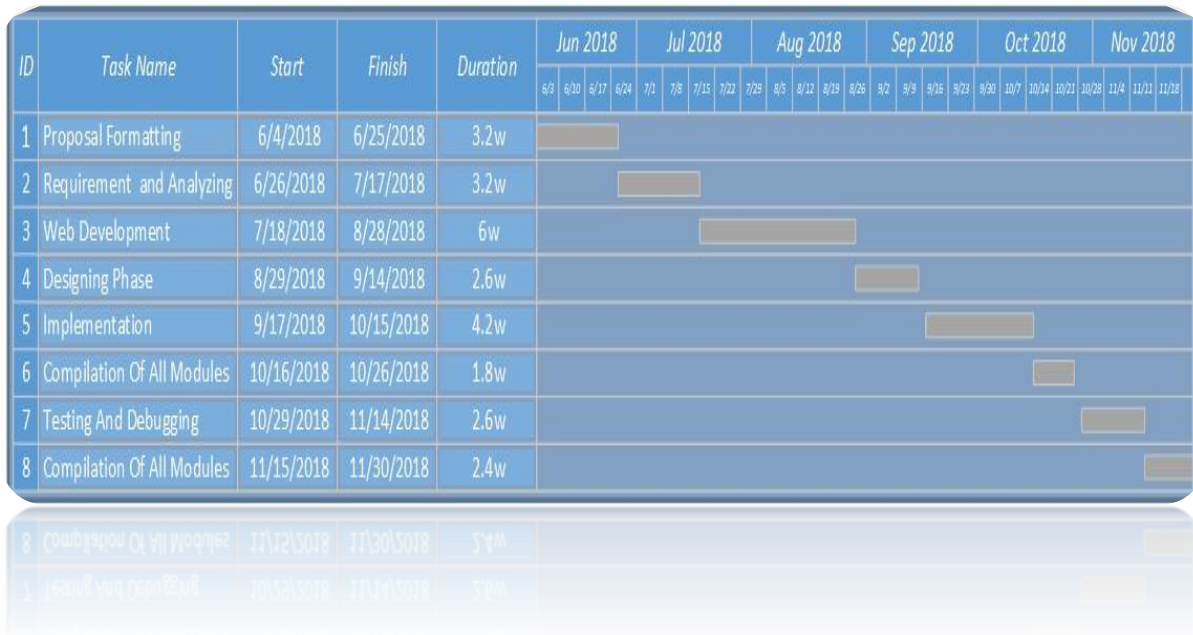 ID Task Name Start Finish Duration Jun 2018 Jul 2018 Aug 2018 Sep 2018 Oct 2018 Nov 2018
6/3 6/10 6/17 6/24 7/1 7/8 7/15 7/22 7/29 8/5 8/12 8/19 8/26 9/2 9/9 9/16 9/23 9/30 10/7 10/14 10/21 10/28 11/4 11/11 11/18
1 Proposal Formatting 6/4/2018 6/25/2018 3.2w
2 Requirement and Analyzing 6/26/2018 7/17/2018 3.2w
3 Web Development 7/18/2018 8/28/2018 6w
4 Designing Phase 8/29/2018 9/14/2018 2.6w
5 Implementation 9/17/2018 10/15/2018 4.2w
6 Compilation Of All Modules 10/16/2018 10/26/2018 1.8w
7 Testing And Debugging 10/29/2018 11/14/2018 2.6w
8 Compilation Of All Modules 11/15/2018 11/30/2018 2.4w